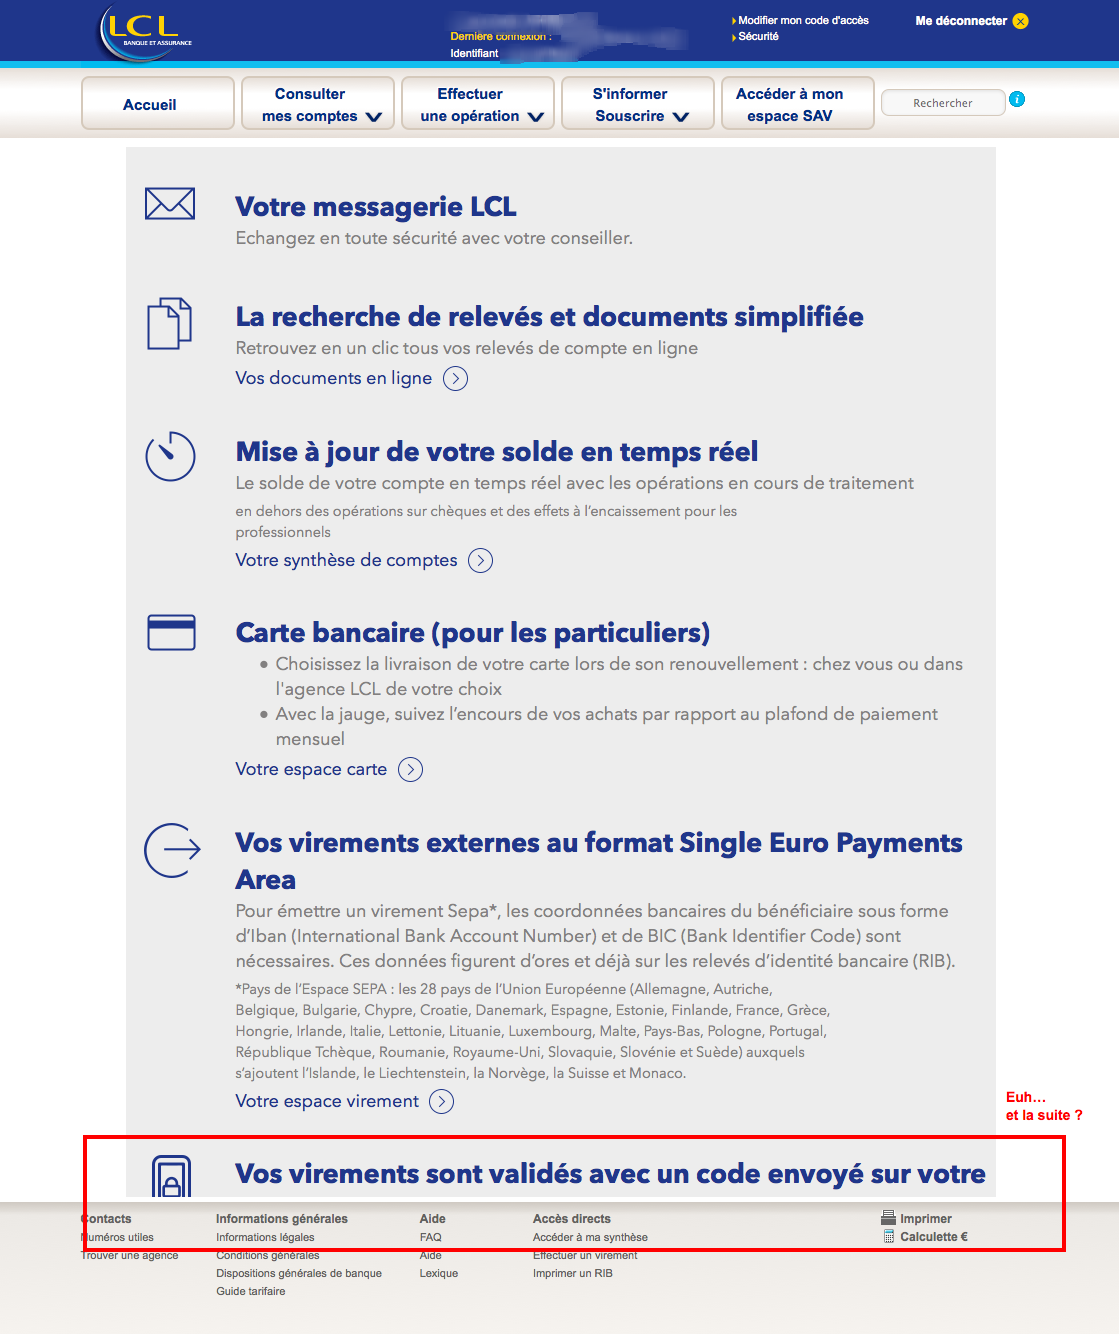 LCL
BANQUE ET ASSURANCE
Dernière connexion :
Identifiant
Modifier mon code d'accès
Sécurité
Me déconnecter
Accueil
Consulter
mes comptes
Effectuer
une opération
S'informer
Souscrire
Accéder à mon
espace SAV
Rechercher
i
Votre messagerie LCL
Echangez en toute sécurité avec votre conseiller.
La recherche de relevés et documents simplifiée
Retrouvez en un clic tous vos relevés de compte en ligne
Vos documents en ligne
Mise à jour de votre solde en temps réel
Le solde de votre compte en temps réel avec les opérations en cours de traitement
en dehors des opérations sur chèques et des effets à l’encaissement pour les
professionnels
Votre synthèse de comptes
Carte bancaire (pour les particuliers)
• Choisissez la livraison de votre carte lors de son renouvellement : chez vous ou dans
l'agence LCL de votre choix
• Avec la jauge, suivez l’encours de vos achats par rapport au plafond de paiement
mensuel
Votre espace carte
Vos virements externes au format Single Euro Payments
Area
Pour émettre un virement Sepa*, les coordonnées bancaires du bénéficiaire sous forme
d’Iban (International Bank Account Number) et de BIC (Bank Identifier Code) sont
nécessaires. Ces données figurent d’ores et déjà sur les relevés d’identité bancaire (RIB).
*Pays de l’Espace SEPA : les 28 pays de l’Union Européenne (Allemagne, Autriche,
Belgique, Bulgarie, Chypre, Croatie, Danemark, Espagne, Estonie, Finlande, France, Grèce,
Hongrie, Irlande, Italie, Lettonie, Lituanie, Luxembourg, Malte, Pays-Bas, Pologne, Portugal,
République Tchèque, Roumanie, Royaume-Uni, Slovaquie, Slovénie et Suède) auxquels
s’ajoutent l’Islande, le Liechtenstein, la Norvège, la Suisse et Monaco.
Votre espace virement
Euh...
et la suite ?
Vos virements sont validés avec un code envoyé sur votre
Contacts
Numéros utiles
Trouver une agence
Informations générales
Informations légales
Conditions générales
Dispositions générales de banque
Guide tarifaire
Aide
FAQ
Aide
Lexique
Accès directs
Accéder à ma synthèse
Effectuer un virement
Imprimer un RIB
Imprimer
Calculette €